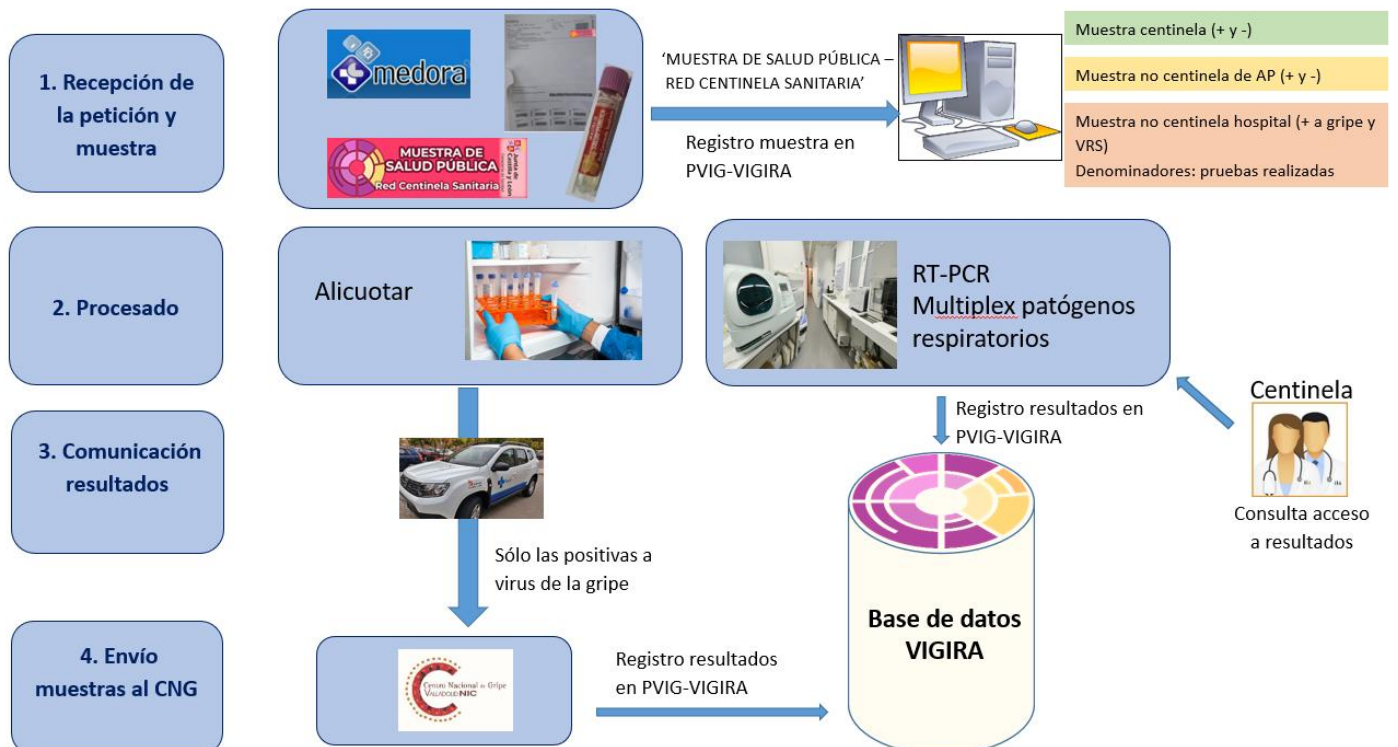 1. Recepción de
la petición y
muestra
medora
MUESTRA DE
SALUD PÚBLICA
Red Centinela Sanitaria
Junta de
Castilla y León
‘MUESTRA DE SALUD PÚBLICA –
RED CENTINELA SANITARIA’
Registro muestra en
PVIG-VIGIRA
Muestra centinela (+ y -)
Muestra no centinela de AP (+ y -)
Muestra no centinela hospital (+ a gripe y
VRS)
Denominadores: pruebas realizadas
2. Procesado
Alicuotar
RT-PCR
Multiplex patógenos
respiratorios
3. Comunicación
resultados
Registro resultados en
PVIG-VIGIRA
Centinela
Consulta acceso
a resultados
Sólo las positivas a
virus de la gripe
Base de datos
VIGIRA
4. Envío
muestras al CNG
Centro Nacional de Gripe
VALLADOLID NIC
Registro resultados
en PVIG-VIGIRA